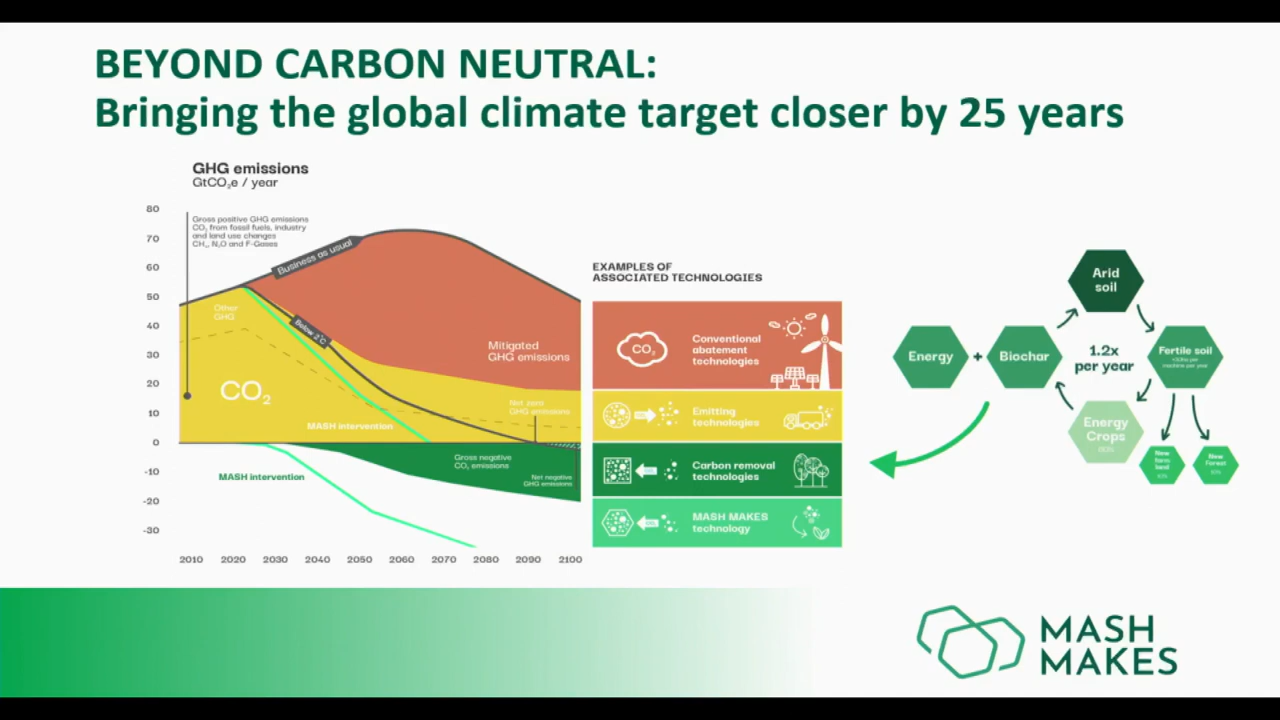 BEYOND CARBON NEUTRAL:
Bringing the global climate target closer by 25 years
GHG emissions
GtCO₂e / year
80
70
60
50
40
30
20
10
0
-10
-20
-30
Gross positive GHG emissions
CO₂ from fossil fuels, industry
and land use changes
CH₄, N₂O and F-Gases
Business as usual
Below 2°C
Other
GHG
CO₂
Mitigated
GHG emissions
Net zero
GHG emissions
MASH intervention
Gross negative
CO₂ emissions
Net negative
GHG emissions
MASH intervention
2010 2020 2030 2040 2050 2060 2070 2080 2090 2100
EXAMPLES OF
ASSOCIATED TECHNOLOGIES
CO₂
Conventional
abatement
technologies
Emitting
technologies
Carbon removal
technologies
MASH MAKES
technology
Energy
+
Biochar
Arid
soil
1.2x
per year
Fertile soil
Energy
Crops
New
farm
land
New
Forest
MASH
MAKES